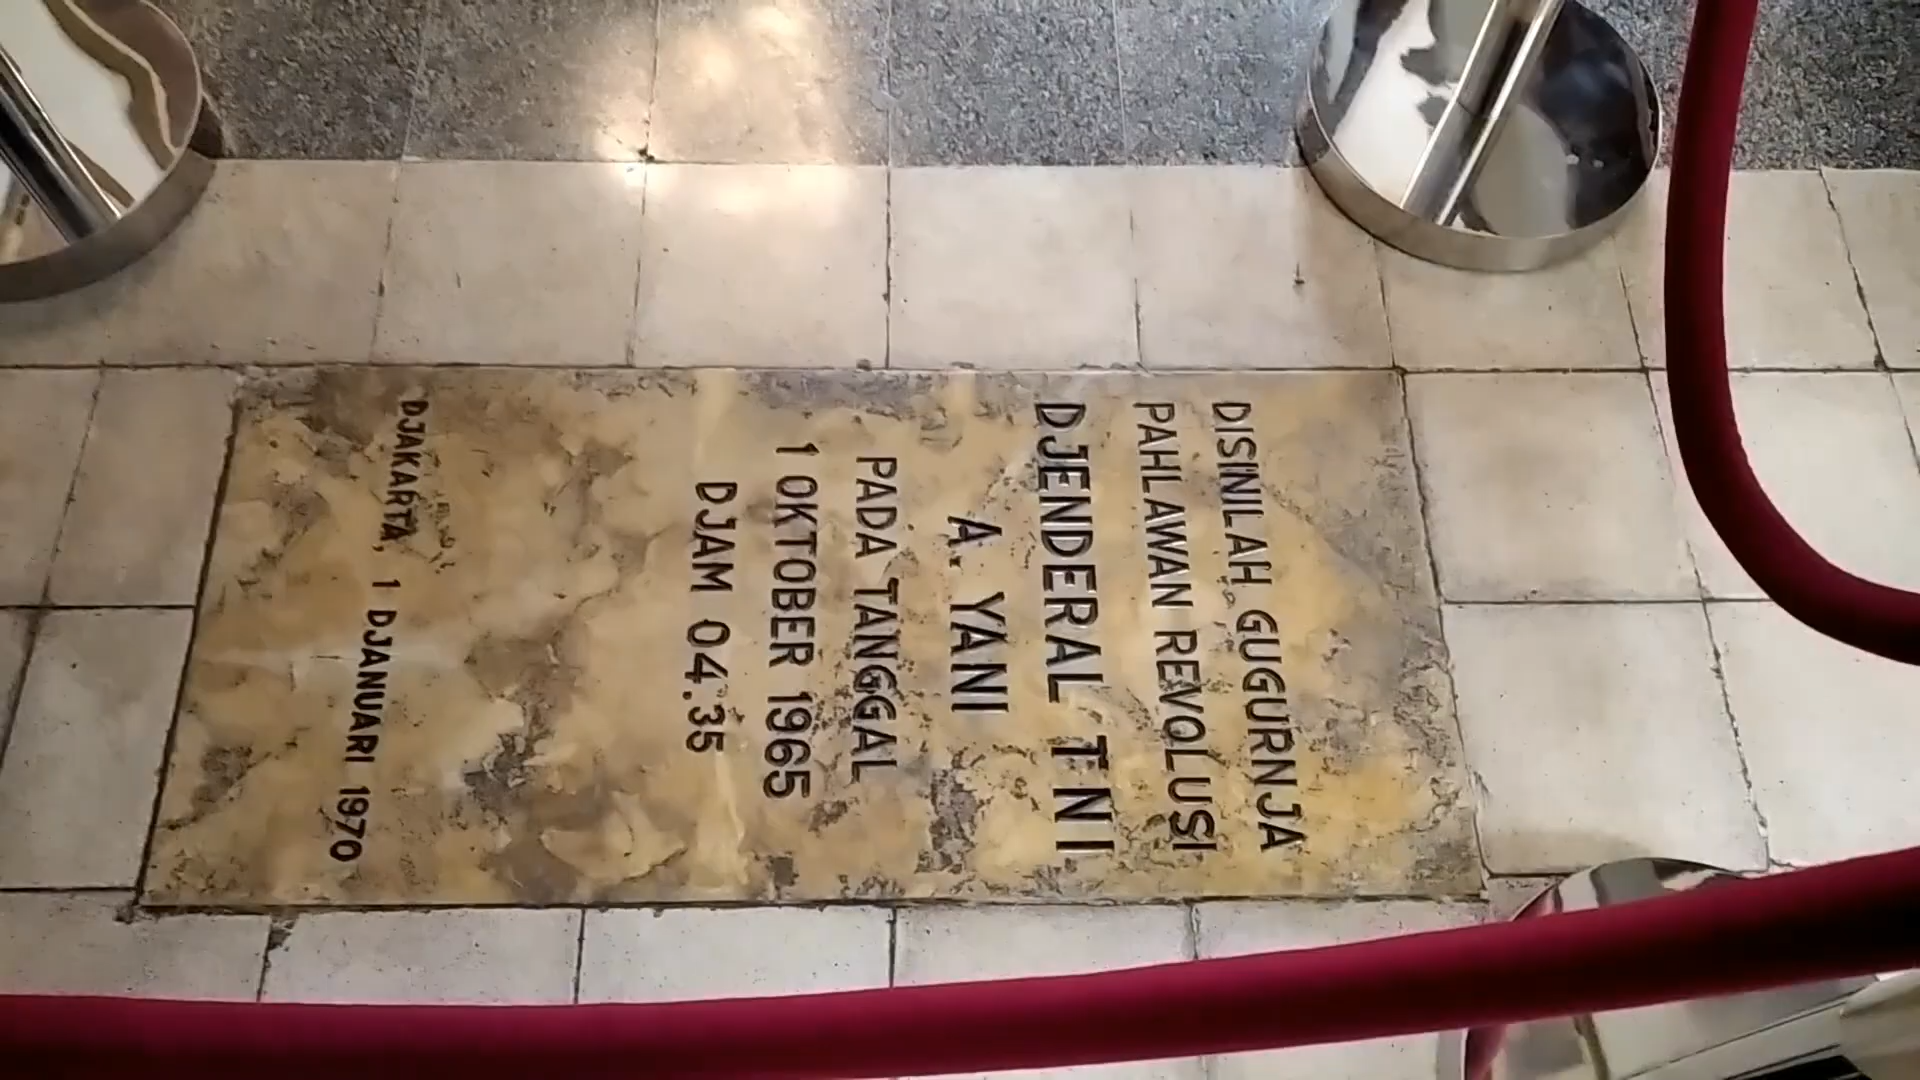 DISINILAH GUGURNJA
PAHLAWAN REVOLUSI
DJENDERAL TNI
A. YANI
PADA TANGGAL
1 OKTOBER 1965
DJAM 04.35
DJAKARTA, 1 DJANUARI 1970